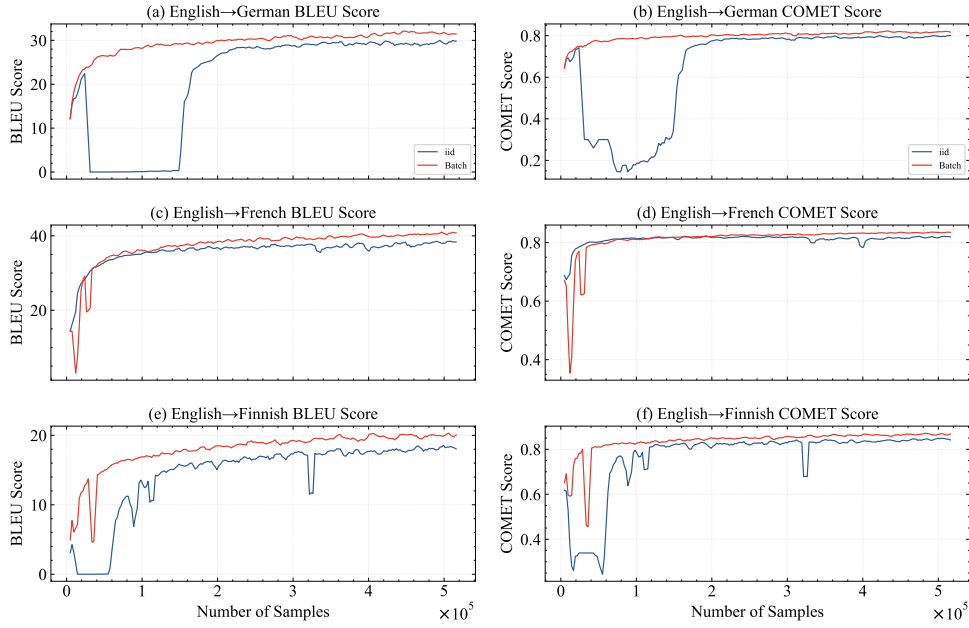 (a) English→German BLEU Score
(b) English→German COMET Score
BLEU Score
30
20
10
0
iid
Batch
COMET Score
0.8
0.6
0.4
0.2
iid
Batch
(c) English→French BLEU Score
(d) English→French COMET Score
BLEU Score
40
20
COMET Score
0.8
0.6
0.4
(e) English→Finnish BLEU Score
(f) English→Finnish COMET Score
BLEU Score
20
10
0
COMET Score
0.8
0.6
0.4
0 1 2 3 4 5
Number of Samples
×10⁵
0 1 2 3 4 5
Number of Samples
×10⁵